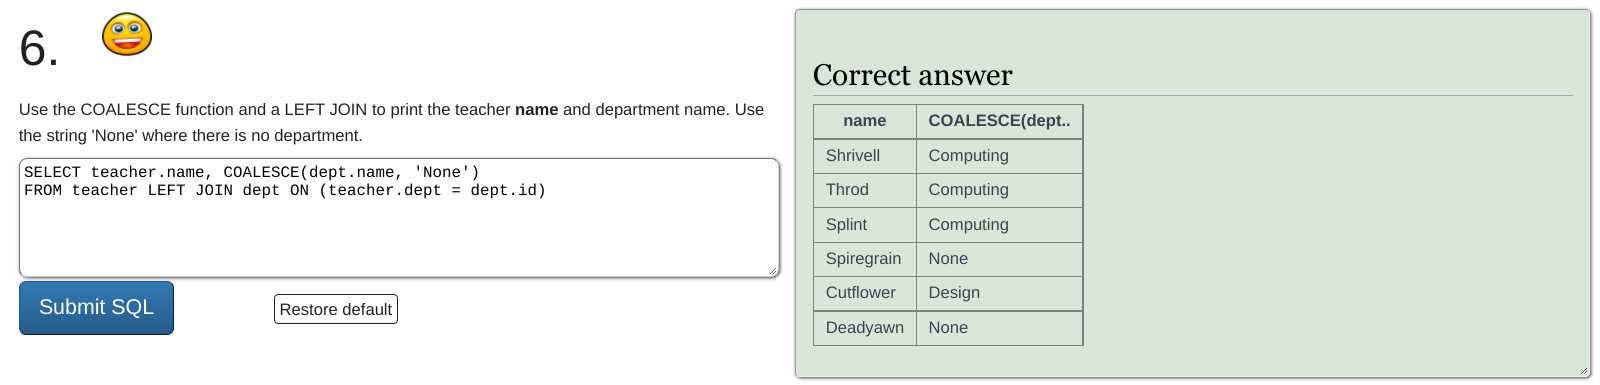 6.
Use the COALESCE function and a LEFT JOIN to print the teacher name and department name. Use
the string 'None' where there is no department.
SELECT teacher.name, COALESCE(dept.name, 'None')
FROM teacher LEFT JOIN dept ON (teacher.dept = dept.id)
Submit SQL
Restore default
Correct answer
name COALESCE(dept..
Shrivell Computing
Throd Computing
Splint Computing
Spiregrain None
Cutflower Design
Deadyawn None